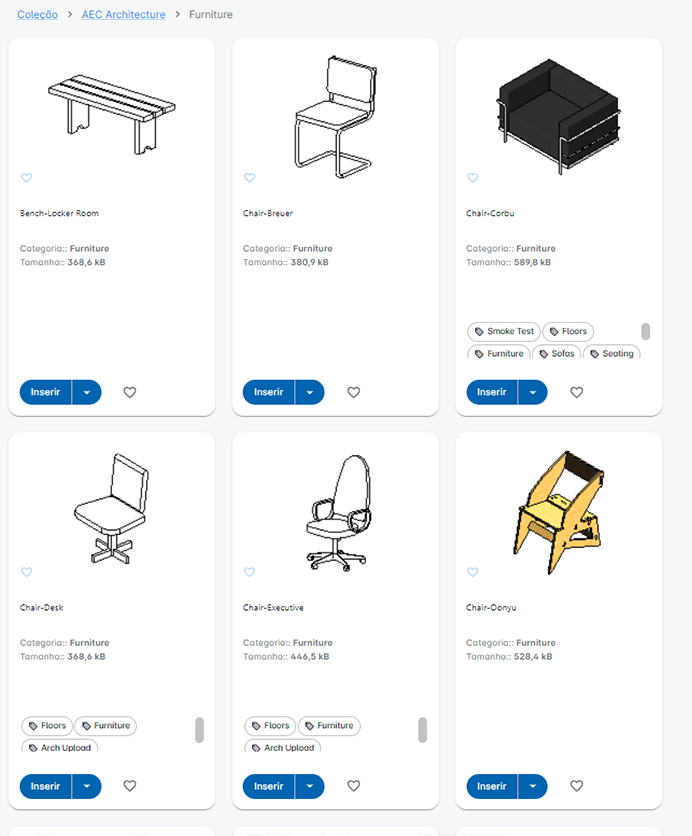 Coleção > AEC Architecture > Furniture
Bench-Locker Room
Categoria:: Furniture
Tamanho:: 368,6 kB
Inserir
Chair-Breuer
Categoria:: Furniture
Tamanho:: 380,9 kB
Inserir
Chair-Corbu
Categoria:: Furniture
Tamanho:: 589,8 kB
Smoke Test Floors
Furniture Sofas Seating
Inserir
Chair-Desk
Categoria:: Furniture
Tamanho:: 368,6 kB
Floors Furniture
Arch Upload
Inserir
Chair-Executive
Categoria:: Furniture
Tamanho:: 446,5 kB
Floors Furniture
Arch Upload
Inserir
Chair-Oonyu
Categoria:: Furniture
Tamanho:: 528,4 kB
Inserir